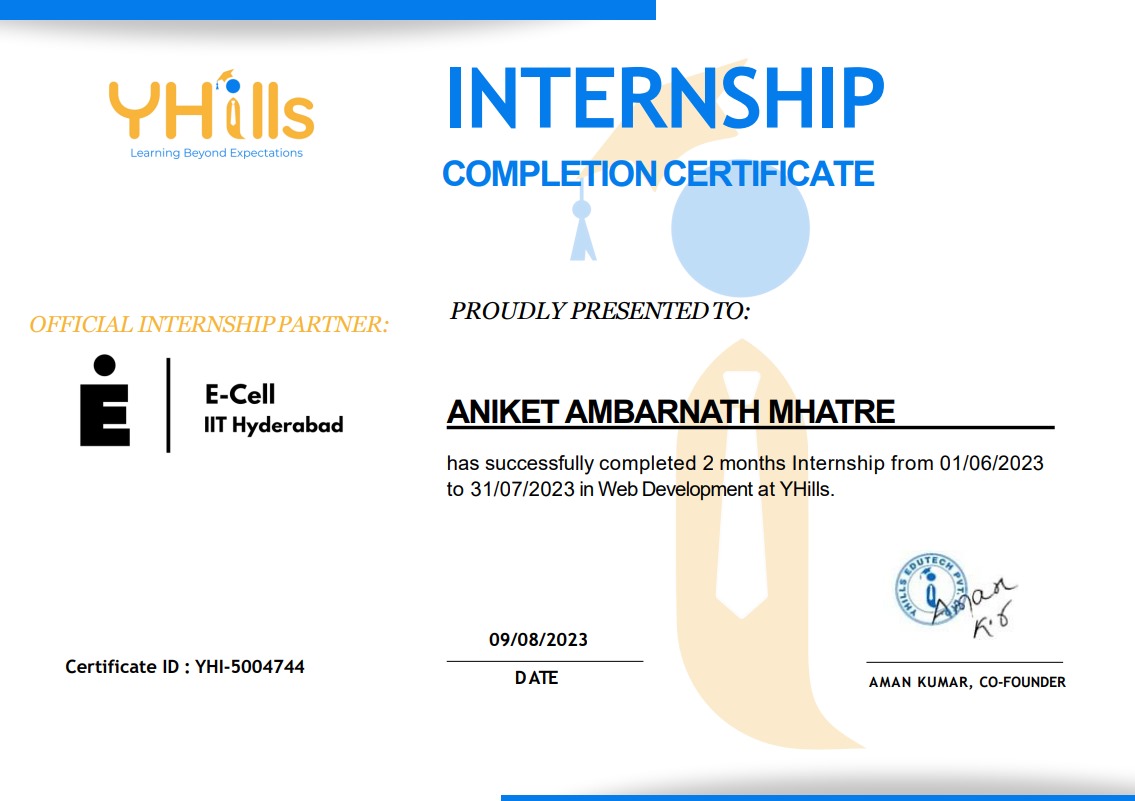 YHills
Learning Beyond Expectations
INTERNSHIP
COMPLETION CERTIFICATE
OFFICIAL INTERNSHIP PARTNER:
E-Cell
IIT Hyderabad
PROUDLY PRESENTED TO:
ANIKET AMBARNATH MHATRE
has successfully completed 2 months Internship from 01/06/2023
to 31/07/2023 in Web Development at YHills.
YHILLS EDUTECH PVT.
Aman
09/08/2023
DATE
Certificate ID : YHI-5004744
AMAN KUMAR, CO-FOUNDER